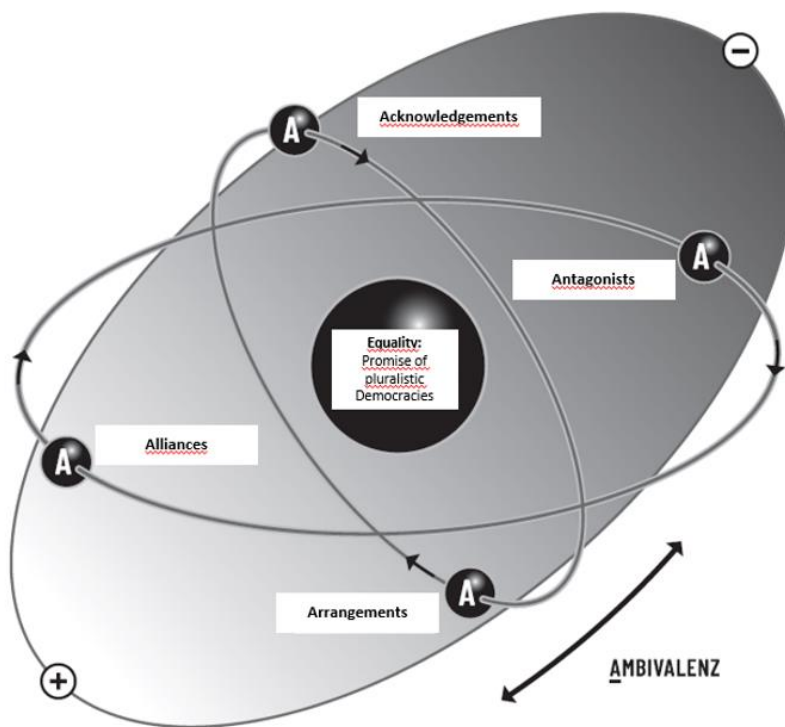 −
A
Acknowledgements
A
Antagonists
Equality:
Promise of
pluralistic
Democracies
Alliances
A
Arrangements
A
AMBIVALENZ
+